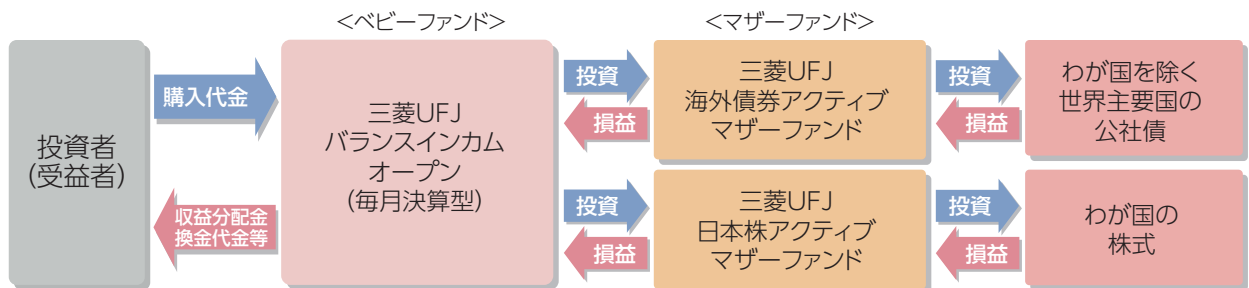 <ベビーファンド>
<マザーファンド>
投資者
(受益者)
購入代金
収益分配金
換金代金等
三菱UFJ
バランスインカム
オープン
(毎月決算型)
投資
損益
三菱UFJ
海外債券アクティブ
マザーファンド
投資
損益
わが国を除く
世界主要国の
公社債
投資
損益
三菱UFJ
日本株アクティブ
マザーファンド
投資
損益
わが国の
株式